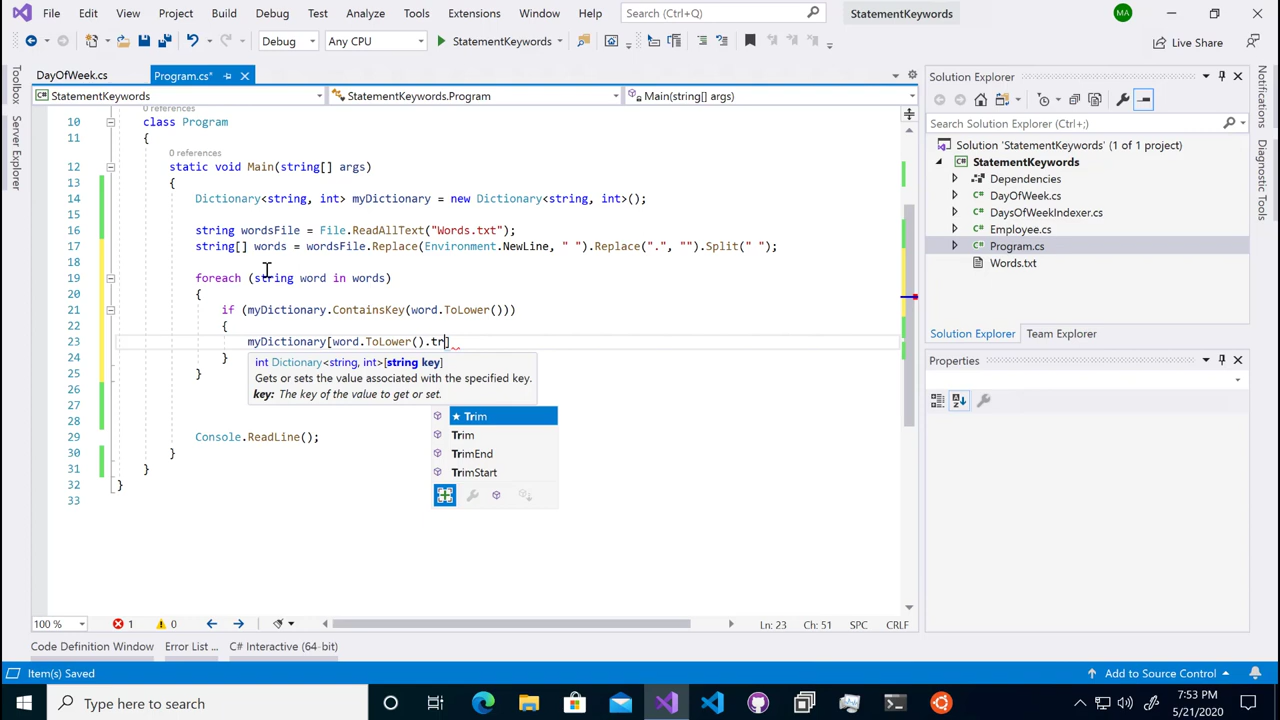 File Edit View Project Build Debug Test Analyze Tools Extensions Window Help Search (Ctrl+Q) StatementKeywords MA
Debug Any CPU StatementKeywords Live Share
DayOfWeek.cs Program.cs*
StatementKeywords StatementKeywords.Program Main(string[] args)
0 references
10 class Program
11 {
0 references
12 static void Main(string[] args)
13 {
14 Dictionary<string, int> myDictionary = new Dictionary<string, int>();
15
16 string wordsFile = File.ReadAllText("Words.txt");
17 string[] words = wordsFile.Replace(Environment.NewLine, " ").Replace(".", "").Split(" ");
18
19 foreach (string word in words)
20 {
21 if (myDictionary.ContainsKey(word.ToLower()))
22 {
23 myDictionary[word.ToLower().tr]
24 }
25 }
26
27
28
29 Console.ReadLine();
30 }
31 }
32 }
33
int Dictionary<string, int>[string key]
Gets or sets the value associated with the specified key.
key: The key of the value to get or set.
★ Trim
Trim
TrimEnd
TrimStart
100 % 1 0 Ln: 23 Ch: 51 SPC CRLF
Code Definition Window Error List ... C# Interactive (64-bit)
Toolbox
Server Explorer
Solution Explorer
Search Solution Explorer (Ctrl+;)
Solution 'StatementKeywords' (1 of 1 project)
StatementKeywords
Dependencies
DayOfWeek.cs
DaysOfWeekIndexer.cs
Employee.cs
Program.cs
Words.txt
Solution Explorer Team Explorer
Properties
Diagnostic Tools
Item(s) Saved Add to Source Control
Type here to search
7:53 PM
5/21/2020